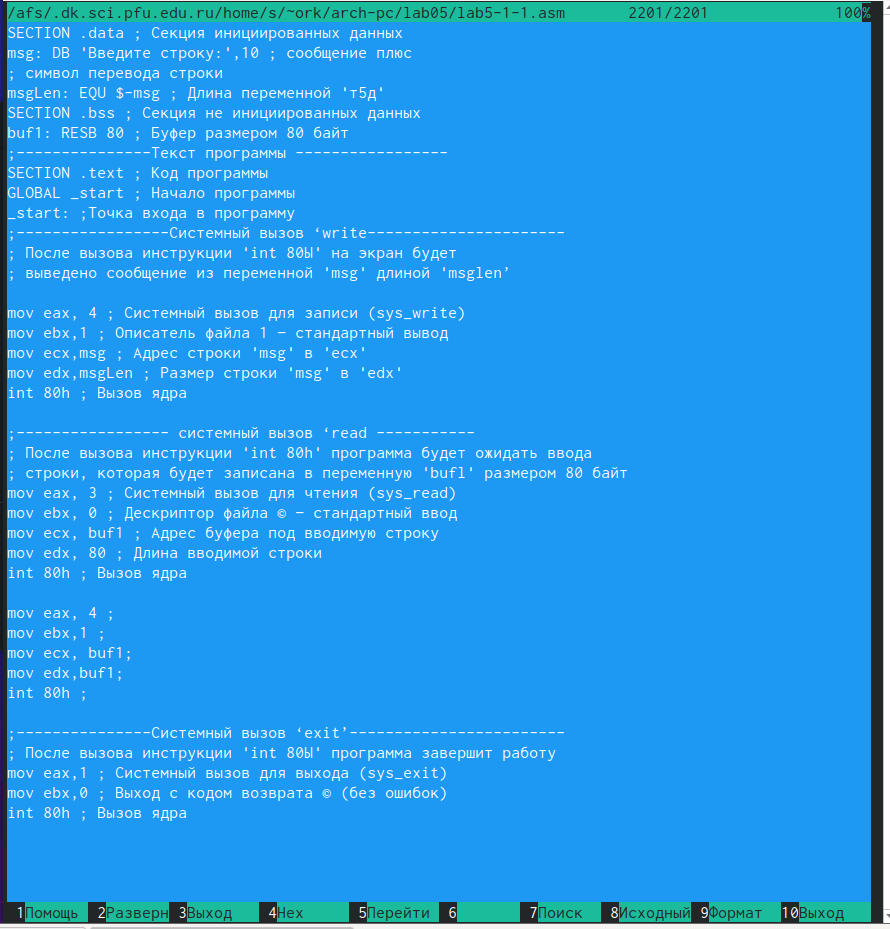 /afs/.dk.sci.pfu.edu.ru/home/s/~ork/arch-pc/lab05/lab5-1-1.asm 2201/2201 100%
SECTION .data ; Секция инициированных данных
msg: DB 'Введите строку:',10 ; сообщение плюс
; символ перевода строки
msgLen: EQU $-msg ; Длина переменной 'т5д'
SECTION .bss ; Секция не инициированных данных
buf1: RESB 80 ; Буфер размером 80 байт
;---------------Текст программы -----------------
SECTION .text ; Код программы
GLOBAL _start ; Начало программы
_start: ;Точка входа в программу
;-----------------Системный вызов ‘write----------------------
; После вызова инструкции 'int 80Ы' на экран будет
; выведено сообщение из переменной 'msg' длиной 'msglen’
mov eax, 4 ; Системный вызов для записи (sys_write)
mov ebx,1 ; Описатель файла 1 – стандартный вывод
mov ecx,msg ; Адрес строки 'msg' в 'ecx'
mov edx,msgLen ; Размер строки 'msg' в 'edx'
int 80h ; Вызов ядра
;----------------- системный вызов ‘read -----------
; После вызова инструкции 'int 80h' программа будет ожидать ввода
; строки, которая будет записана в переменную 'bufl' размером 80 байт
mov eax, 3 ; Системный вызов для чтения (sys_read)
mov ebx, 0 ; Дескриптор файла © – стандартный ввод
mov ecx, buf1 ; Адрес буфера под вводимую строку
mov edx, 80 ; Длина вводимой строки
int 80h ; Вызов ядра
mov eax, 4 ;
mov ebx,1 ;
mov ecx, buf1;
mov edx,buf1;
int 80h ;
;---------------Системный вызов ‘exit’------------------------
; После вызова инструкции 'int 80Ы' программа завершит работу
mov eax,1 ; Системный вызов для выхода (sys_exit)
mov ebx,0 ; Выход с кодом возврата © (без ошибок)
int 80h ; Вызов ядра
1Помощь 2Разверн 3Выход 4Hex 5Перейти 6 7Поиск 8Исходный 9Формат 10Выход